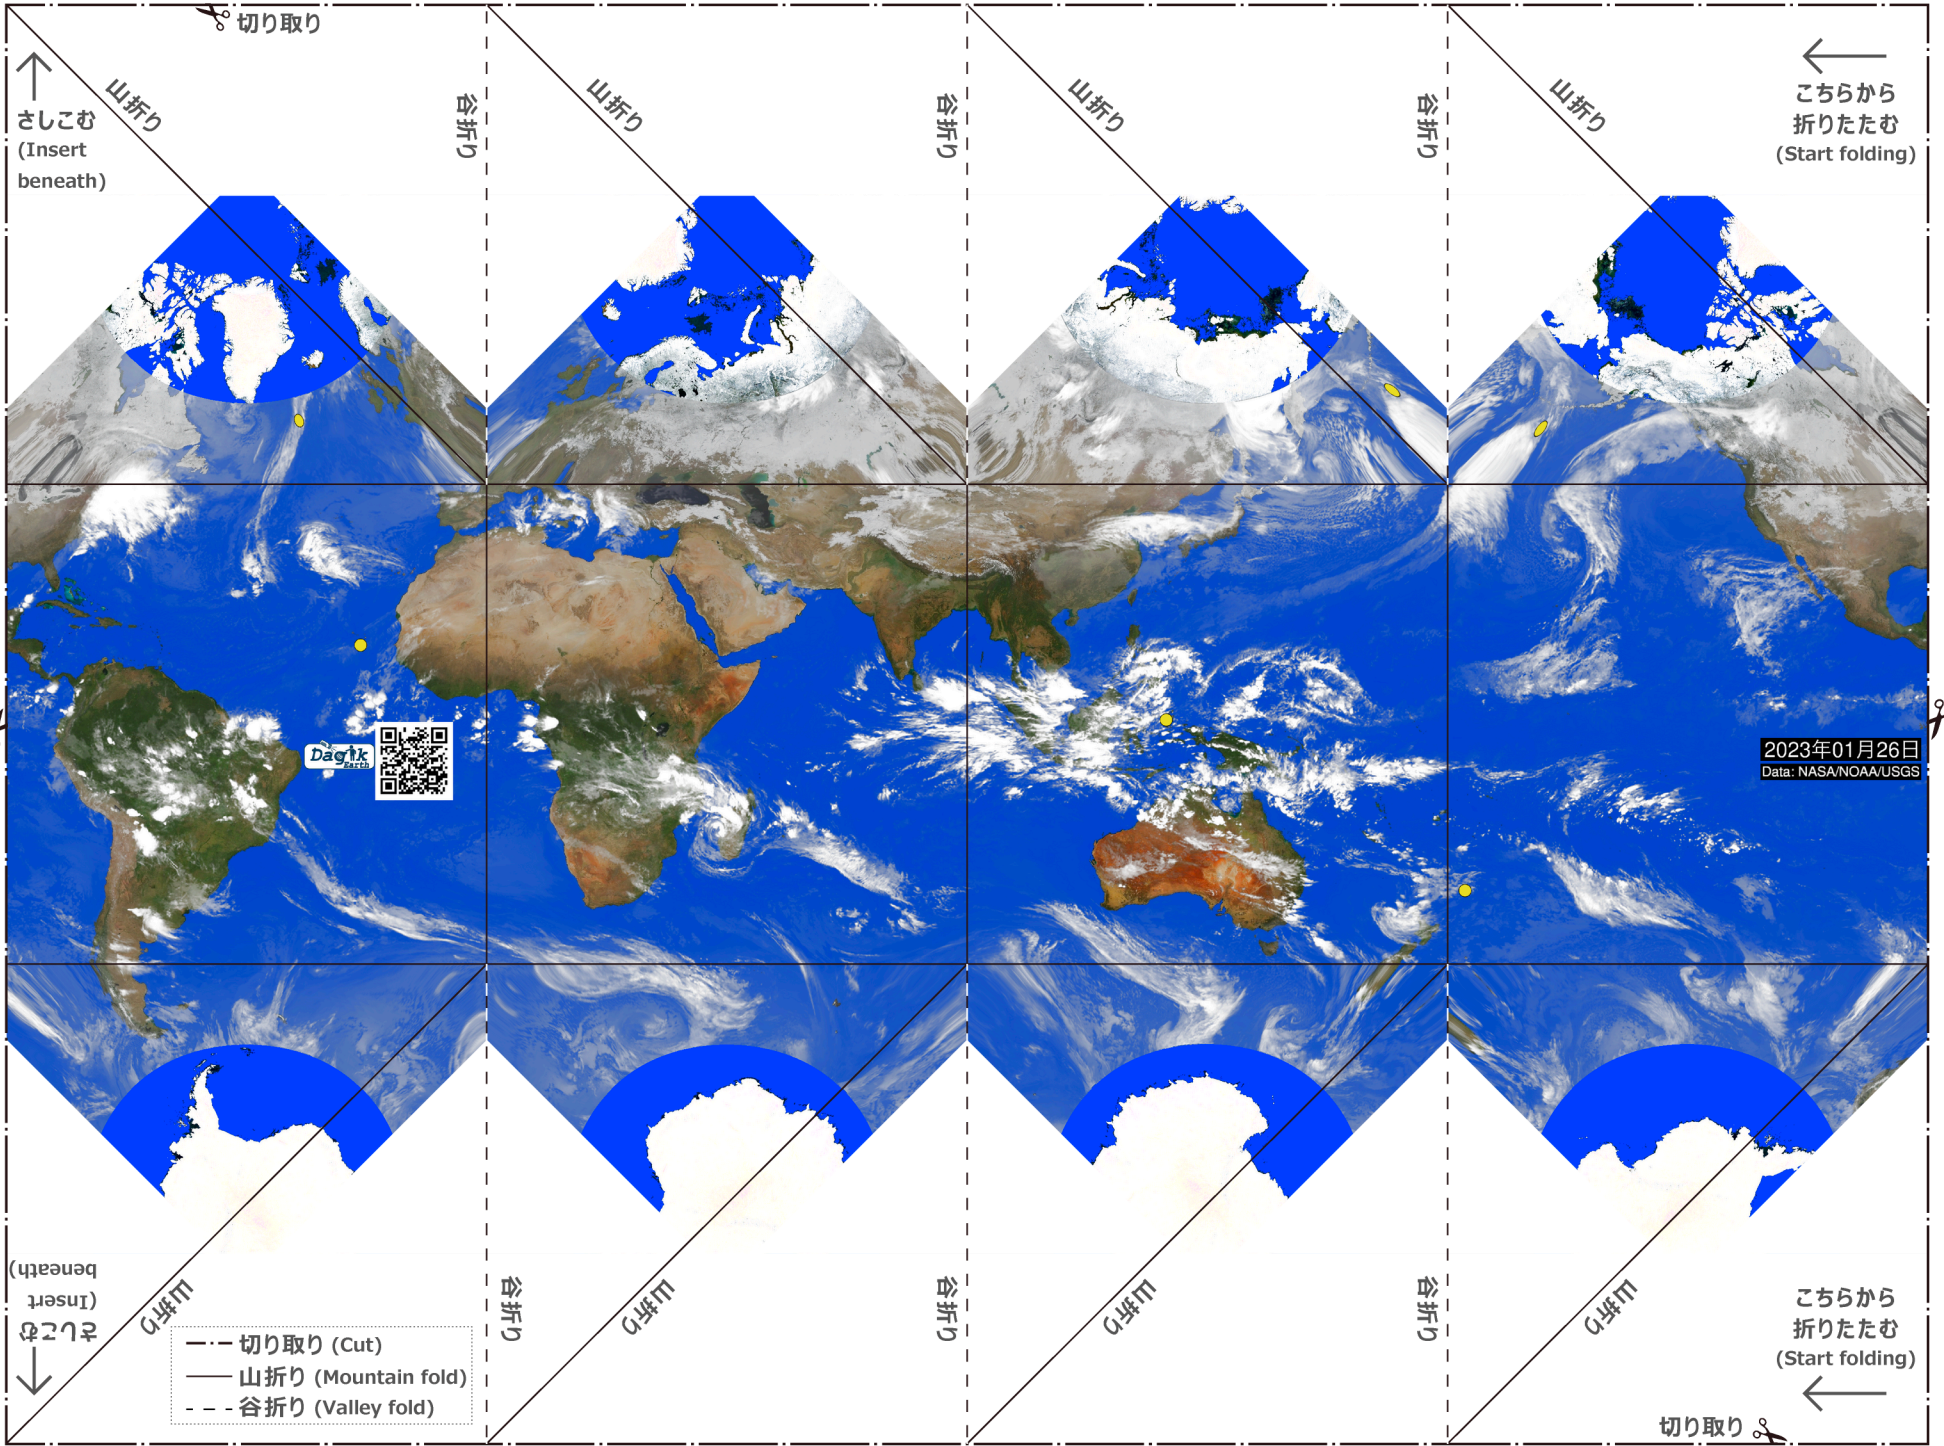 切り取り
山折り
谷折り
山折り
谷折り
山折り
谷折り
山折り
さしこむ
(Insert
beneath)
こちらから
折りたたむ
(Start folding)
Dagik
Earth
2023年01月26日
Data: NASA/NOAA/USGS
さしこむ
(Insert
beneath)
山折り
谷折り
山折り
谷折り
山折り
谷折り
山折り
こちらから
折りたたむ
(Start folding)
切り取り (Cut)
山折り (Mountain fold)
谷折り (Valley fold)
切り取り